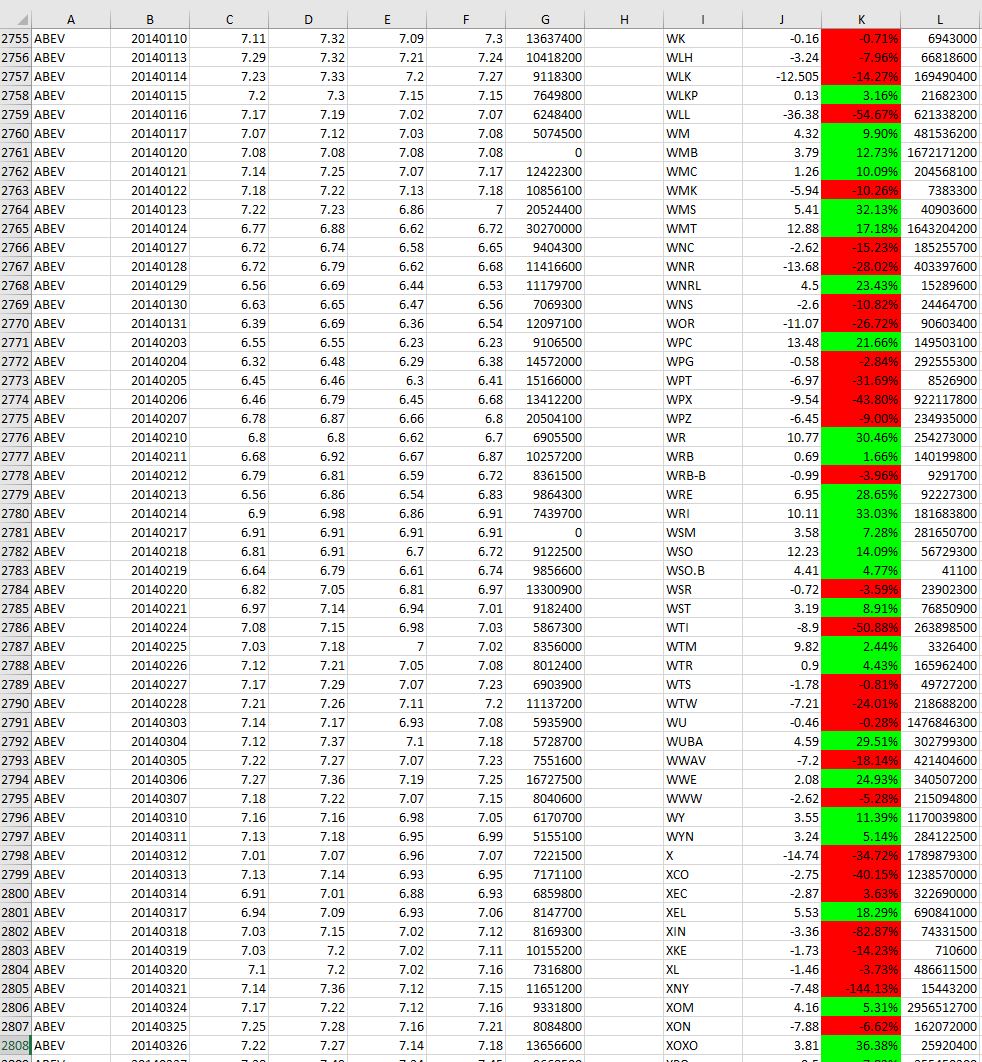 A B C D E F G H I J K L
2755 ABEV 20140110 7.11 7.32 7.09 7.3 13637400 WK -0.16 -0.71% 6943000
2756 ABEV 20140113 7.29 7.32 7.21 7.24 10418200 WLH -3.24 -7.96% 66818600
2757 ABEV 20140114 7.23 7.33 7.2 7.27 9118300 WLK -12.505 -14.27% 169490400
2758 ABEV 20140115 7.2 7.3 7.15 7.15 7649800 WLKP 0.13 3.16% 21682300
2759 ABEV 20140116 7.17 7.19 7.02 7.07 6248400 WLL -36.38 -54.67% 621338200
2760 ABEV 20140117 7.07 7.12 7.03 7.08 5074500 WM 4.32 9.90% 481536200
2761 ABEV 20140120 7.08 7.08 7.08 7.08 0 WMB 3.79 12.73% 1672171200
2762 ABEV 20140121 7.14 7.25 7.07 7.17 12422300 WMC 1.26 10.09% 204568100
2763 ABEV 20140122 7.18 7.22 7.13 7.18 10856100 WMK -5.94 -10.26% 7383300
2764 ABEV 20140123 7.22 7.23 6.86 7 20524400 WMS 5.41 32.13% 40903600
2765 ABEV 20140124 6.77 6.88 6.62 6.72 30270000 WMT 12.88 17.18% 1643204200
2766 ABEV 20140127 6.72 6.74 6.58 6.65 9404300 WNC -2.62 -15.23% 185255700
2767 ABEV 20140128 6.72 6.79 6.62 6.68 11416600 WNR -13.68 -28.02% 403397600
2768 ABEV 20140129 6.56 6.69 6.44 6.53 11179700 WNRL 4.5 23.43% 15289600
2769 ABEV 20140130 6.63 6.65 6.47 6.56 7069300 WNS -2.6 -10.82% 24464700
2770 ABEV 20140131 6.39 6.69 6.36 6.54 12097100 WOR -11.07 -26.72% 90603400
2771 ABEV 20140203 6.55 6.55 6.23 6.23 9106500 WPC 13.48 21.66% 149503100
2772 ABEV 20140204 6.32 6.48 6.29 6.38 14572000 WPG -0.58 -2.84% 292555300
2773 ABEV 20140205 6.45 6.46 6.3 6.41 15166000 WPT -6.97 -31.69% 8526900
2774 ABEV 20140206 6.46 6.79 6.45 6.68 13412200 WPX -9.54 -43.80% 922117800
2775 ABEV 20140207 6.78 6.87 6.66 6.8 20504100 WPZ -6.45 -9.00% 234935000
2776 ABEV 20140210 6.8 6.8 6.62 6.7 6905500 WR 10.77 30.46% 254273000
2777 ABEV 20140211 6.68 6.92 6.67 6.87 10257200 WRB 0.69 1.66% 140199800
2778 ABEV 20140212 6.79 6.81 6.59 6.72 8361500 WRB-B -0.99 -3.96% 9291700
2779 ABEV 20140213 6.56 6.86 6.54 6.83 9864300 WRE 6.95 28.65% 92227300
2780 ABEV 20140214 6.9 6.98 6.86 6.91 7439700 WRI 10.11 33.03% 181683800
2781 ABEV 20140217 6.91 6.91 6.91 6.91 0 WSM 3.58 7.28% 281650700
2782 ABEV 20140218 6.81 6.91 6.7 6.72 9122500 WSO 12.23 14.09% 56729300
2783 ABEV 20140219 6.64 6.79 6.61 6.74 9856600 WSO.B 4.41 4.77% 41100
2784 ABEV 20140220 6.82 7.05 6.81 6.97 13300900 WSR -0.72 -3.59% 23902300
2785 ABEV 20140221 6.97 7.14 6.94 7.01 9182400 WST 3.19 8.91% 76850900
2786 ABEV 20140224 7.08 7.15 6.98 7.03 5867300 WTI -8.9 -50.88% 263898500
2787 ABEV 20140225 7.03 7.18 7 7.02 8356000 WTM 9.82 2.44% 3326400
2788 ABEV 20140226 7.12 7.21 7.05 7.08 8012400 WTR 0.9 4.43% 165962400
2789 ABEV 20140227 7.17 7.29 7.07 7.23 6903900 WTS -1.78 -0.81% 49727200
2790 ABEV 20140228 7.21 7.26 7.11 7.2 11137200 WTW -7.21 -24.01% 218688200
2791 ABEV 20140303 7.14 7.17 6.93 7.08 5935900 WU -0.46 -0.28% 1476846300
2792 ABEV 20140304 7.12 7.37 7.1 7.18 5728700 WUBA 4.59 29.51% 302799300
2793 ABEV 20140305 7.22 7.27 7.07 7.23 7551600 WWAV -7.2 -18.14% 421404600
2794 ABEV 20140306 7.27 7.36 7.19 7.25 16727500 WWE 2.08 24.93% 340507200
2795 ABEV 20140307 7.18 7.22 7.07 7.15 8040600 WWW -2.62 -5.28% 215094800
2796 ABEV 20140310 7.16 7.16 6.98 7.05 6170700 WY 3.55 11.39% 1170039800
2797 ABEV 20140311 7.13 7.18 6.95 6.99 5155100 WYN 3.24 5.14% 284122500
2798 ABEV 20140312 7.01 7.07 6.96 7.07 7221500 X -14.74 -34.72% 1789879300
2799 ABEV 20140313 7.13 7.14 6.93 6.95 7171100 XCO -2.75 -40.15% 1238570000
2800 ABEV 20140314 6.91 7.01 6.88 6.93 6859800 XEC -2.87 3.63% 322690000
2801 ABEV 20140317 6.94 7.09 6.93 7.06 8147700 XEL 5.53 18.29% 690841000
2802 ABEV 20140318 7.03 7.15 7.02 7.12 8169300 XIN -3.36 -82.87% 74331500
2803 ABEV 20140319 7.03 7.2 7.02 7.11 10155200 XKE -1.73 -14.23% 710600
2804 ABEV 20140320 7.1 7.2 7.02 7.16 7316800 XL -1.46 -3.73% 486611500
2805 ABEV 20140321 7.14 7.36 7.12 7.15 11651200 XNY -7.48 -144.13% 15443200
2806 ABEV 20140324 7.17 7.22 7.12 7.16 9331800 XOM 4.16 5.31% 2956512700
2807 ABEV 20140325 7.25 7.28 7.16 7.21 8084800 XON -7.88 -6.62% 162072000
2808 ABEV 20140326 7.22 7.27 7.14 7.18 13656600 XOXO 3.81 36.38% 25920400